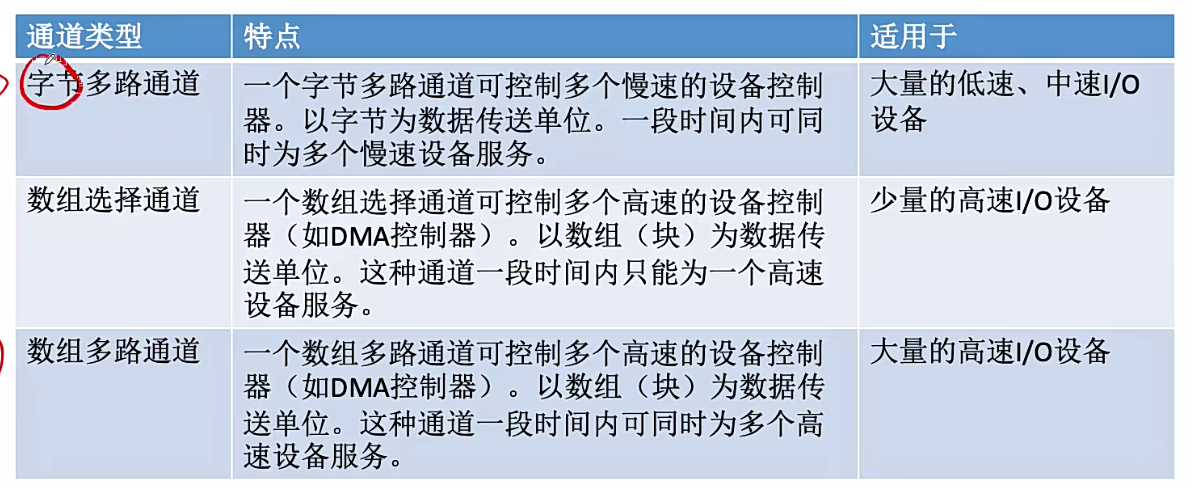 通道类型 特点 适用于
字节多路通道 一个字节多路通道可控制多个慢速的设备控制 大量的低速、中速I/O
器。以字节为数据传送单位。一段时间内可同 设备
时为多个慢速设备服务。
数组选择通道 一个数组选择通道可控制多个高速的设备控制 少量的高速I/O设备
器（如DMA控制器）。以数组（块）为数据传
送单位。这种通道一段时间内只能为一个高速
设备服务。
数组多路通道 一个数组多路通道可控制多个高速的设备控制 大量的高速I/O设备
器（如DMA控制器）。以数组（块）为数据传
送单位。这种通道一段时间内可同时为多个高
速设备服务。